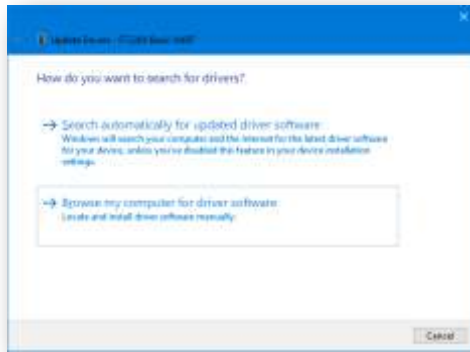 Update Drivers -
How do you want to search for drivers?
→ Search automatically for updated driver software
Windows will search your computer and the Internet for the latest driver software
for your device, unless you've disabled this feature in your device installation
settings.
→ Browse my computer for driver software
Locate and install driver software manually.
Cancel